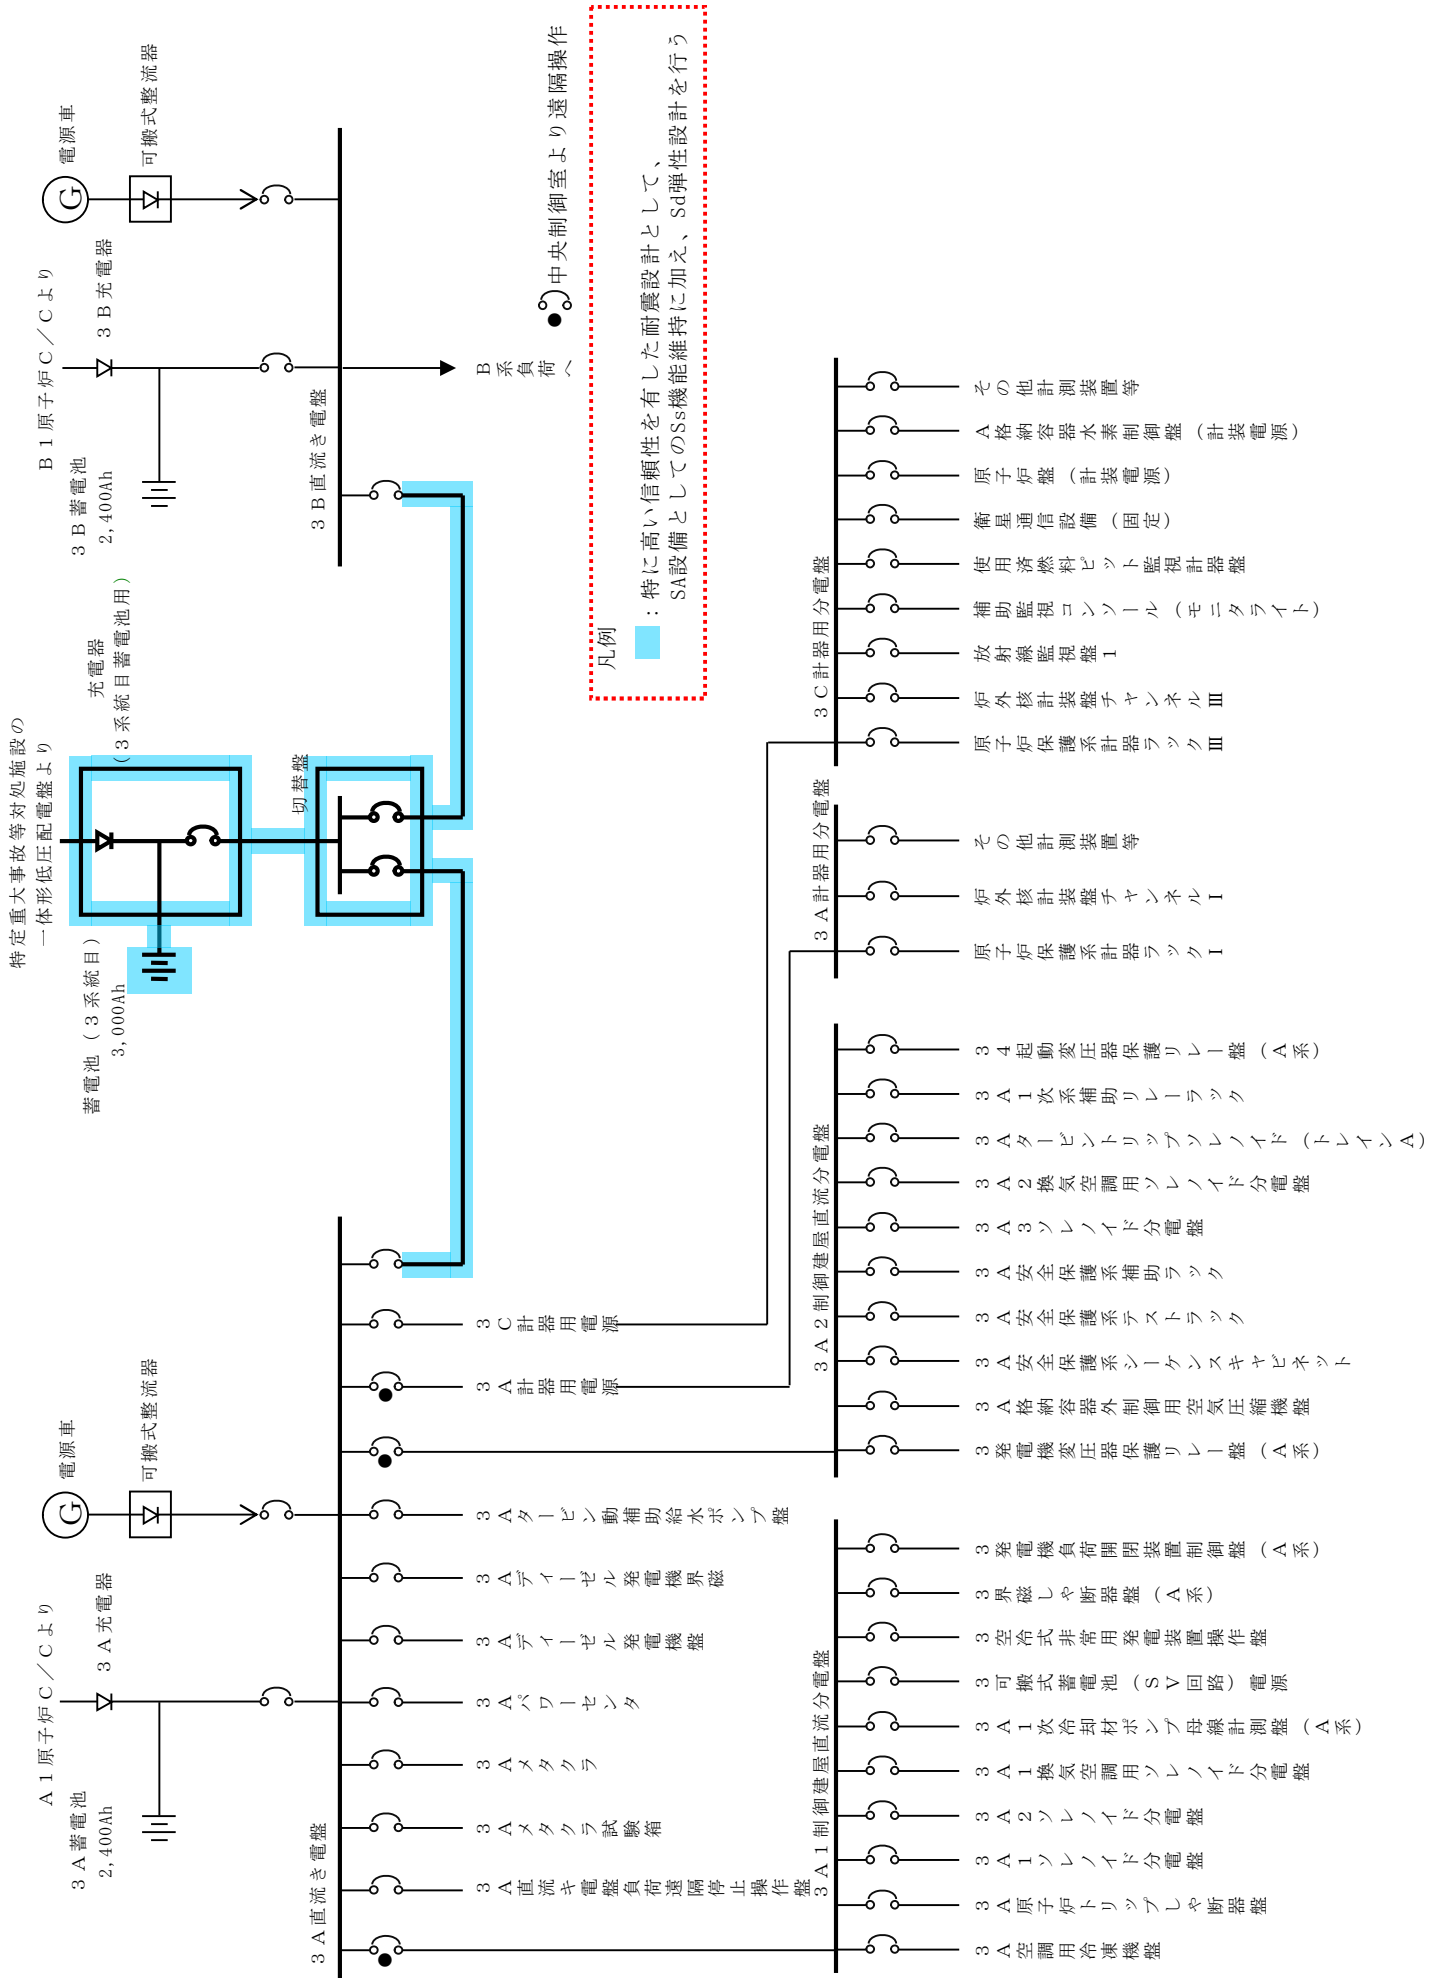 A1原子炉C/Cより
3A充電器
3A蓄電池
2,400Ah
G
電源車
可搬式整流器
3A直流き電盤
特定重大事故等対処施設の
一体形低圧配電盤より
充電器
(3系統目蓄電池用)
蓄電池(3系統目)
3,000Ah
切替盤
B1原子炉C/Cより
3B充電器
3B蓄電池
2,400Ah
G
電源車
可搬式整流器
3B直流き電盤
B系負荷へ
中央制御室より遠隔操作
凡例
:特に高い信頼性を有した耐震設計として、
SA設備としてのSs機能維持に加え、Sd弾性設計を行う
3A直流キ電盤負荷遠隔停止操作盤
3Aメタクラ試験箱
3Aメタクラ
3Aパワーセンタ
3Aディーゼル発電機盤
3Aディーゼル発電機界磁
3Aタービン動補助給水ポンプ盤
3A計器用電源
3C計器用電源
3A1制御建屋直流分電盤
3A空調用冷凍機盤
3A原子炉トリップしゃ断器盤
3A1ソレノイド分電盤
3A2ソレノイド分電盤
3A1換気空調用ソレノイド分電盤
3A1次冷却材ポンプ母線計測盤(A系)
3可搬式蓄電池(SV回路)電源
3空冷式非常用発電装置操作盤
3界磁しや断器盤(A系)
3発電機負荷開閉装置制御盤(A系)
3A2制御建屋直流分電盤
3発電機変圧器保護リレー盤(A系)
3A格納容器外制御用空気圧縮機盤
3A安全保護系シーケンスキャビネット
3A安全保護系テストラック
3A安全保護系補助ラック
3A3ソレノイド分電盤
3A2換気空調用ソレノイド分電盤
3Aタービントリップソレノイド(トレインA)
3A1次系補助リレーラック
34起動変圧器保護リレー盤(A系)
3A計器用分電盤
原子炉保護系計器ラックⅠ
炉外核計装盤チャンネルⅠ
その他計測装置等
3C計器用分電盤
原子炉保護系計器ラックⅢ
炉外核計装盤チャンネルⅢ
放射線監視盤1
補助監視コンソール(モニタライト)
使用済燃料ピット監視計器盤
衛星通信設備(固定)
原子炉盤(計装電源)
A格納容器水素制御盤(計装電源)
その他計測装置等